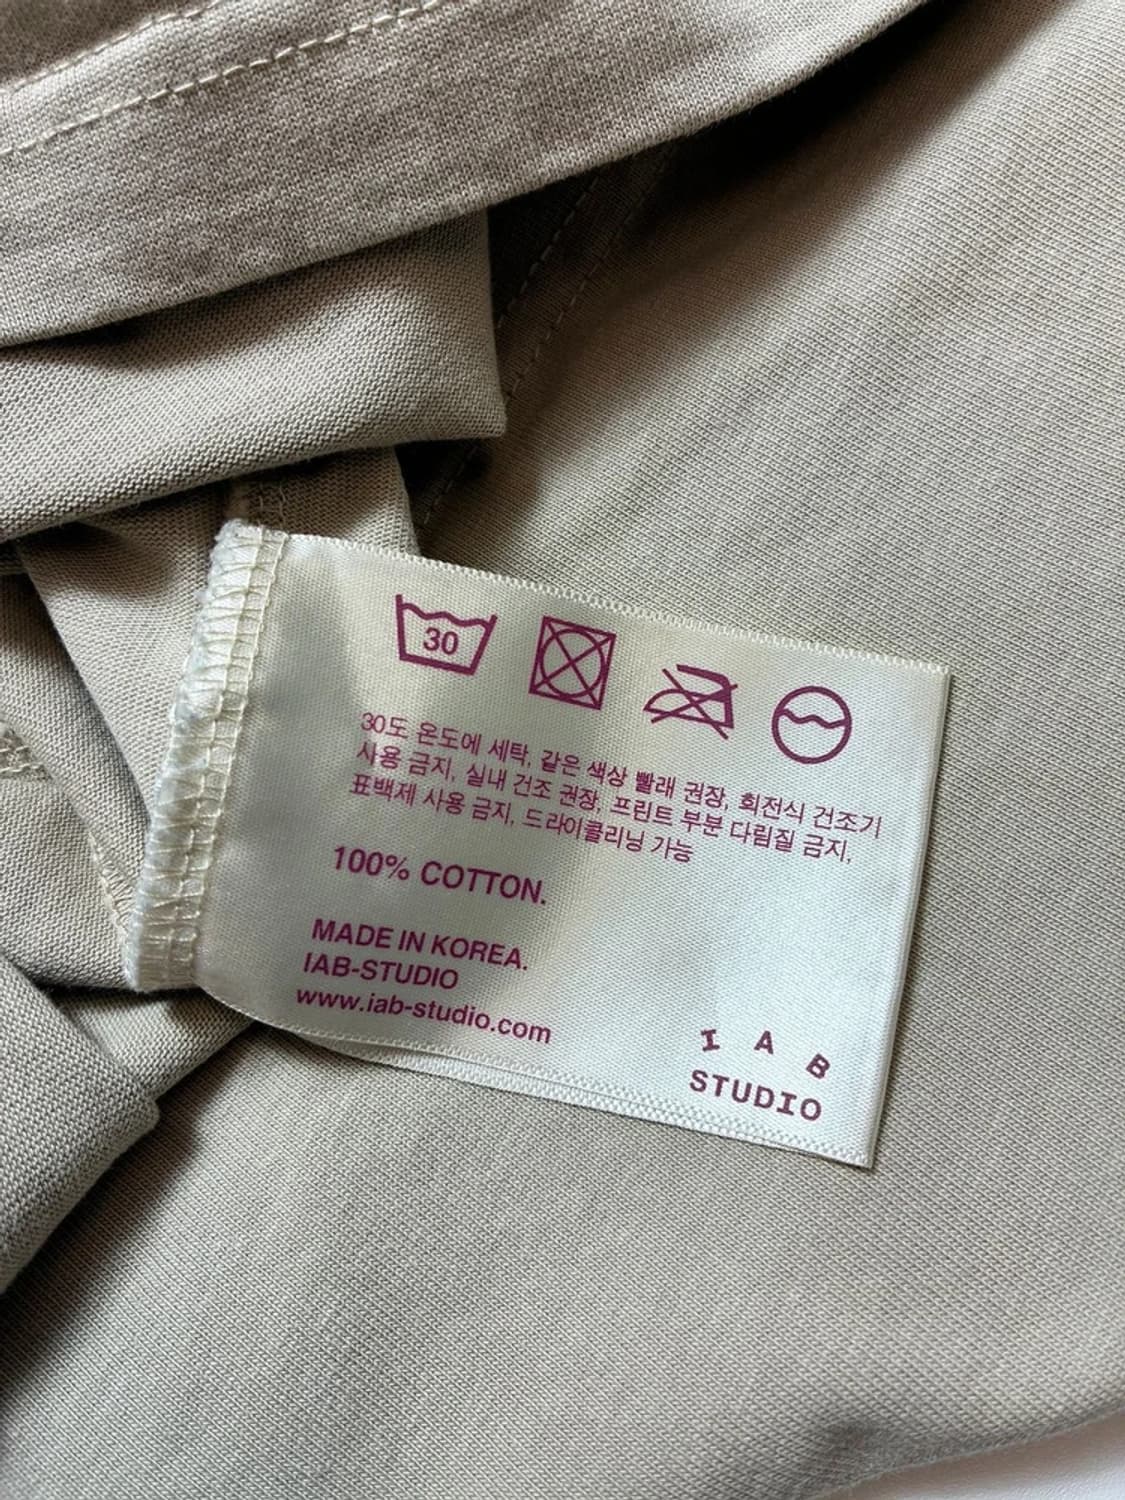 30
30도 온도에 세탁, 같은 색상 빨래 권장, 회전식 건조기
사용 금지, 실내 건조 권장, 프린트 부분 다림질 금지,
표백제 사용 금지, 드라이클리닝 가능
100% COTTON.
MADE IN KOREA.
IAB-STUDIO
www.iab-studio.com
I A B
STUDIO